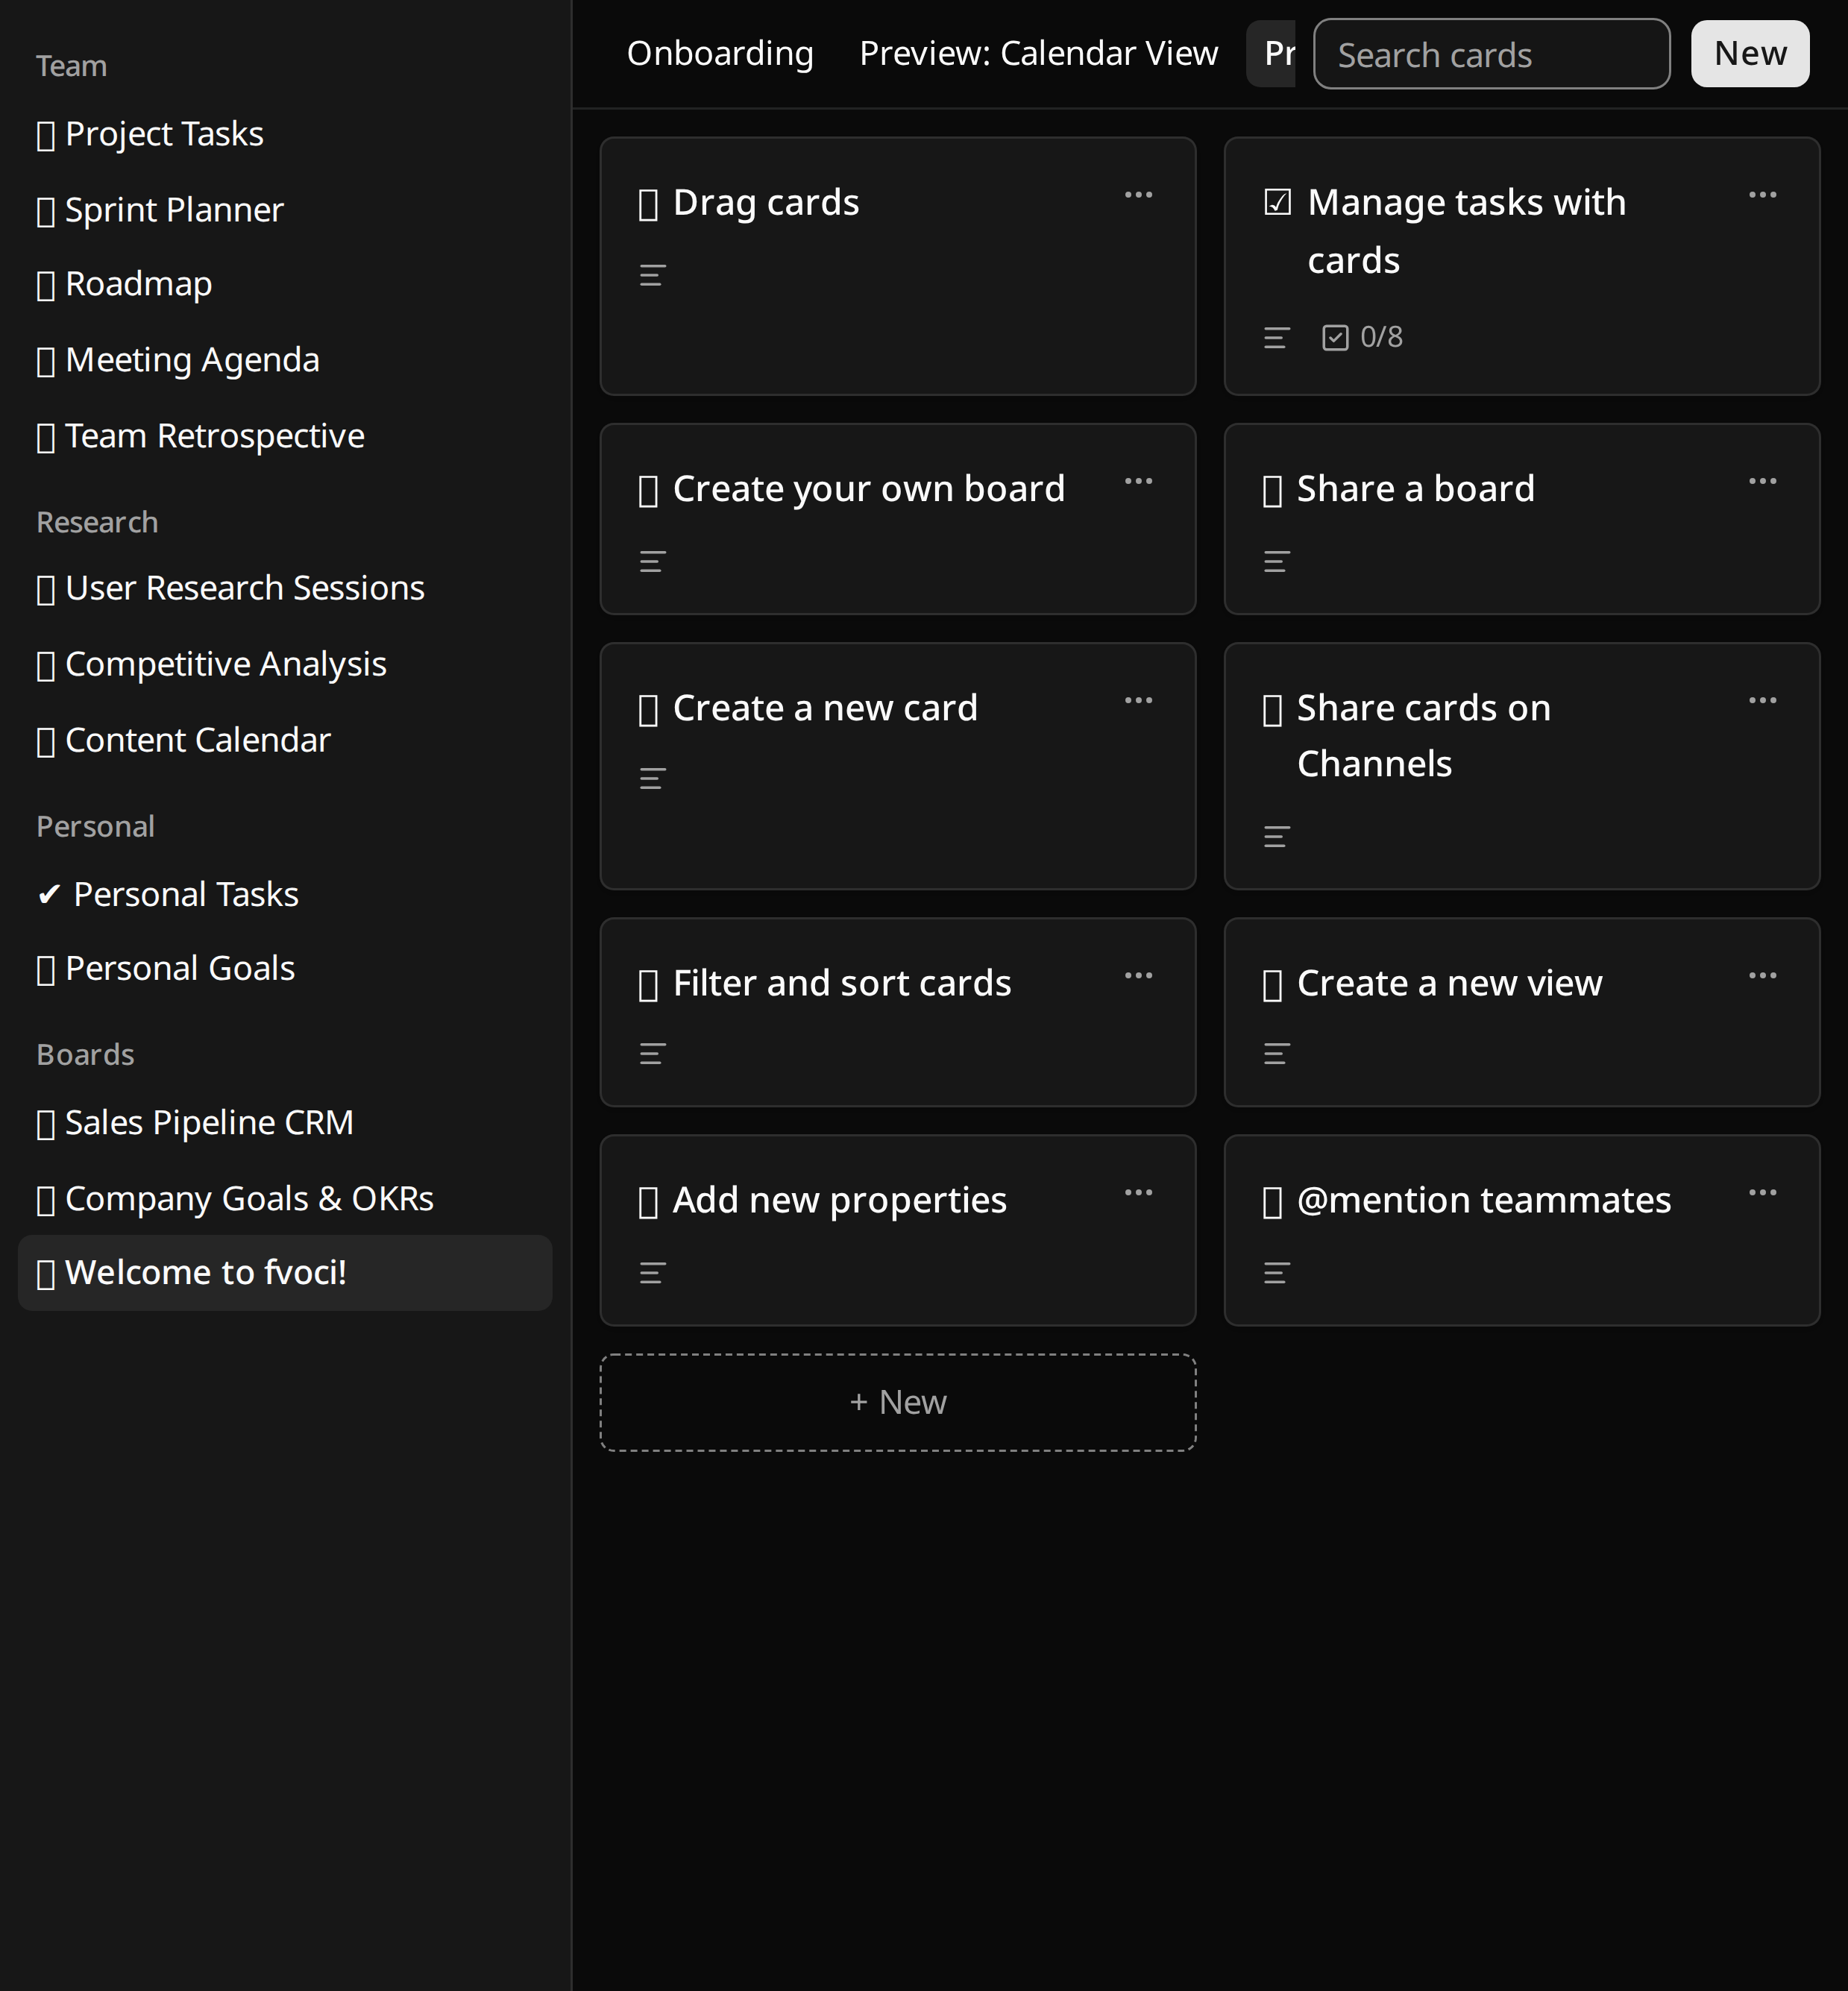 Team
Project Tasks
Sprint Planner
Roadmap
Meeting Agenda
Team Retrospective
Research
User Research Sessions
Competitive Analysis
Content Calendar
Personal
✔ Personal Tasks
Personal Goals
Boards
Sales Pipeline CRM
Company Goals & OKRs
Welcome to fvoci!
Onboarding
Preview: Calendar View
Pr
Search cards
New
Drag cards
☑ Manage tasks with
cards
0/8
Create your own board
Share a board
Create a new card
Share cards on
Channels
Filter and sort cards
Create a new view
Add new properties
@mention teammates
+ New